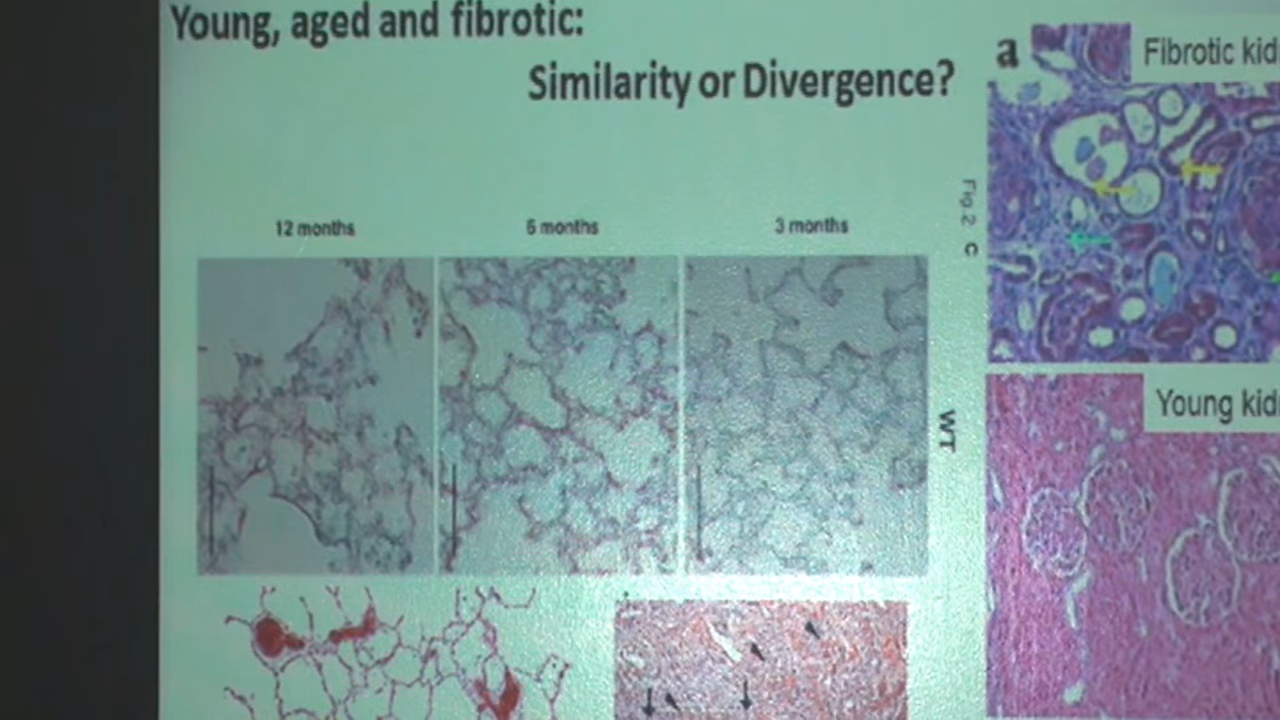 Young, aged and fibrotic:
Similarity or Divergence?
a
Fibrotic kid
12 months
6 months
3 months
Fig 2 C
WT
Young kid